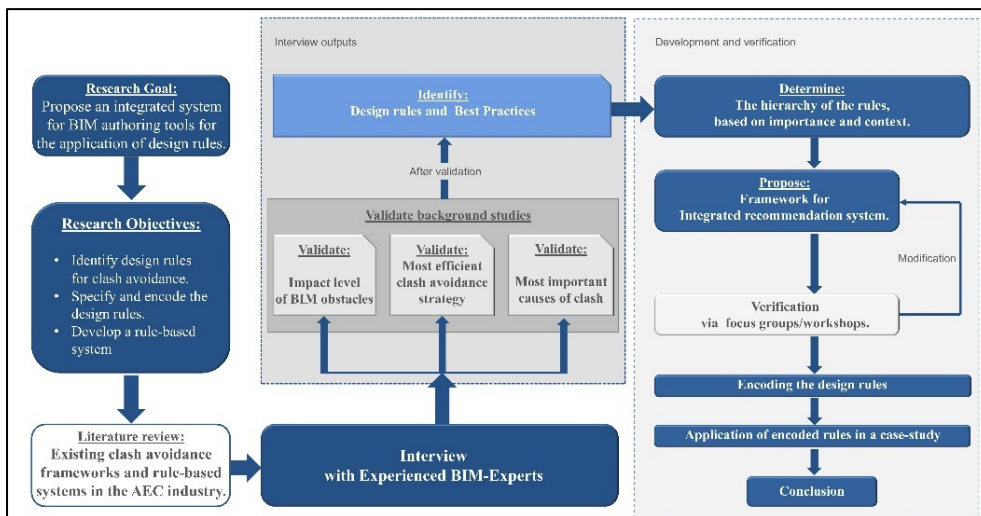 Research Goal:
Propose an integrated system
for BIM authoring tools for
the application of design rules.
Research Objectives:
• Identify design rules
for clash avoidance.
• Specify and encode the
design rules.
• Develop a rule-based
system
Literature review:
Existing clash avoidance
frameworks and rule-based
systems in the AEC industry.
Interview
with Experienced BIM-Experts
Interview outputs
Identify:
Design rules and Best Practices
After validation
Validate background studies
Validate:
Impact level
of BIM obstacles
Validate:
Most efficient
clash avoidance
strategy
Validate:
Most important
causes of clash
Development and verification
Determine:
The hierarchy of the rules,
based on importance and context.
Propose:
Framework for
Integrated recommendation system.
Modification
Verification
via focus groups/workshops.
Encoding the design rules
Application of encoded rules in a case-study
Conclusion